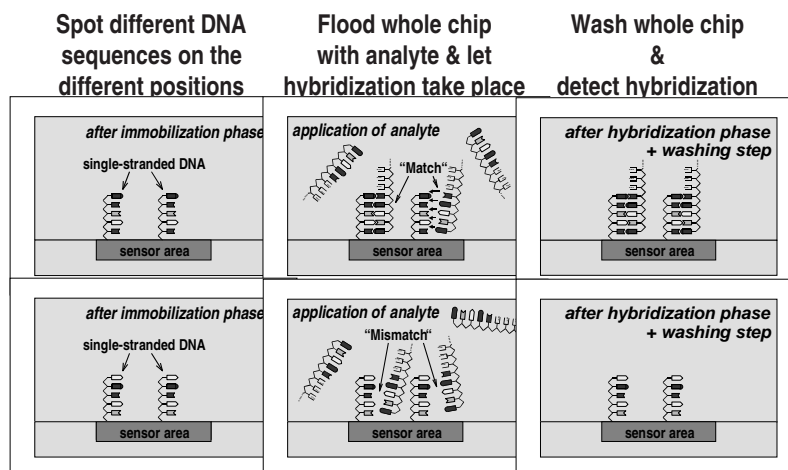 Spot different DNA
sequences on the
different positions
Flood whole chip
with analyte & let
hybridization take place
Wash whole chip
&
detect hybridization
after immobilization phase
single-stranded DNA
sensor area
application of analyte
“Match“
sensor area
after hybridization phase
+ washing step
sensor area
after immobilization phase
single-stranded DNA
sensor area
application of analyte
“Mismatch“
sensor area
after hybridization phase
+ washing step
sensor area